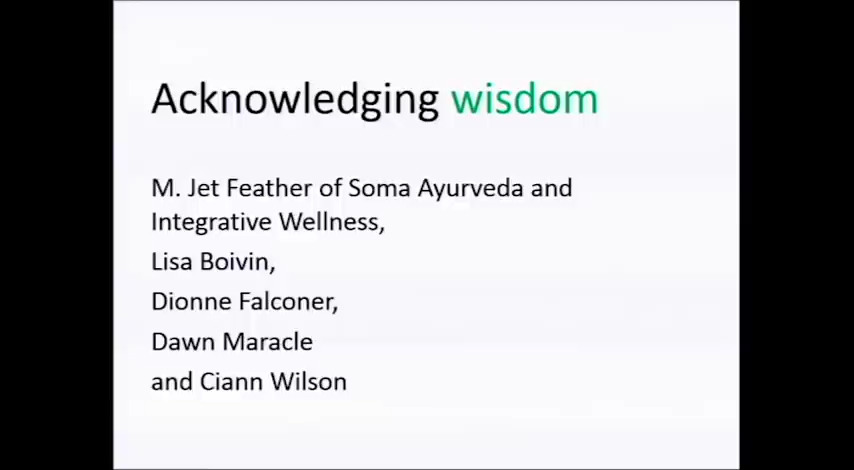 Acknowledging wisdom
M. Jet Feather of Soma Ayurveda and
Integrative Wellness,
Lisa Boivin,
Dionne Falconer,
Dawn Maracle
and Ciann Wilson